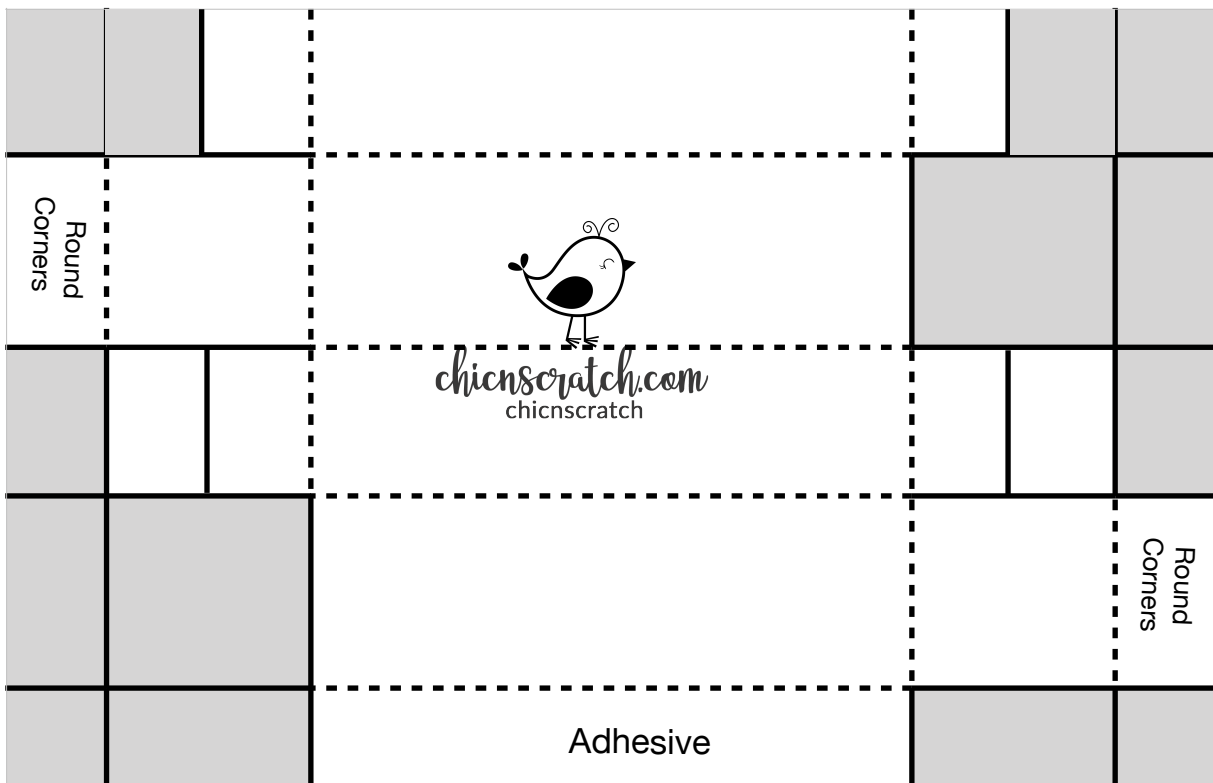 Round
Corners
chicnscratch.com
chicnscratch
Round
Corners
Adhesive